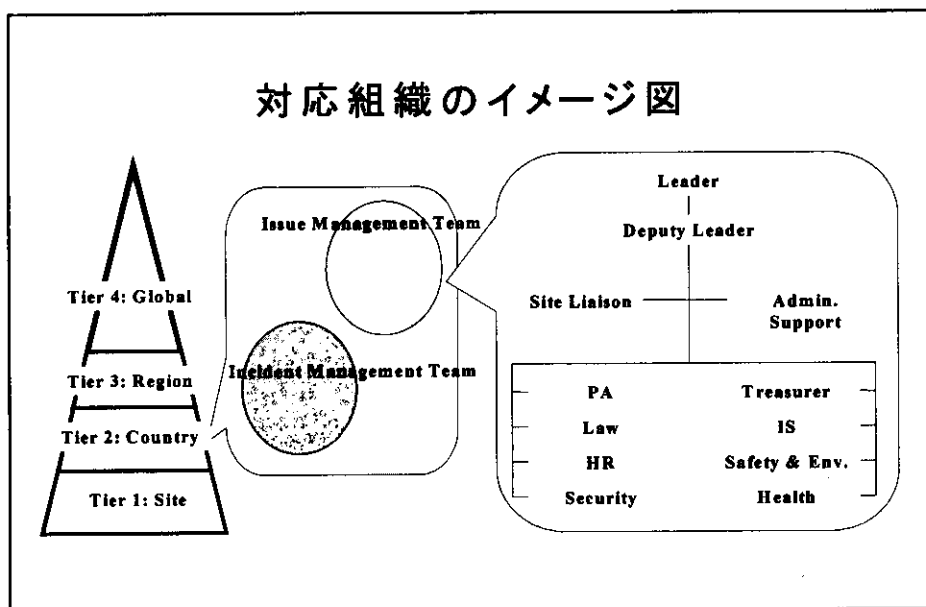 対応組織のイメージ図
Tier 4: Global
Tier 3: Region
Tier 2: Country
Tier 1: Site
Issue Management Team
Incident Management Team
Leader
Deputy Leader
Site Liaison
Admin.
Support
PA
Law
HR
Security
Treasurer
IS
Safety & Env.
Health